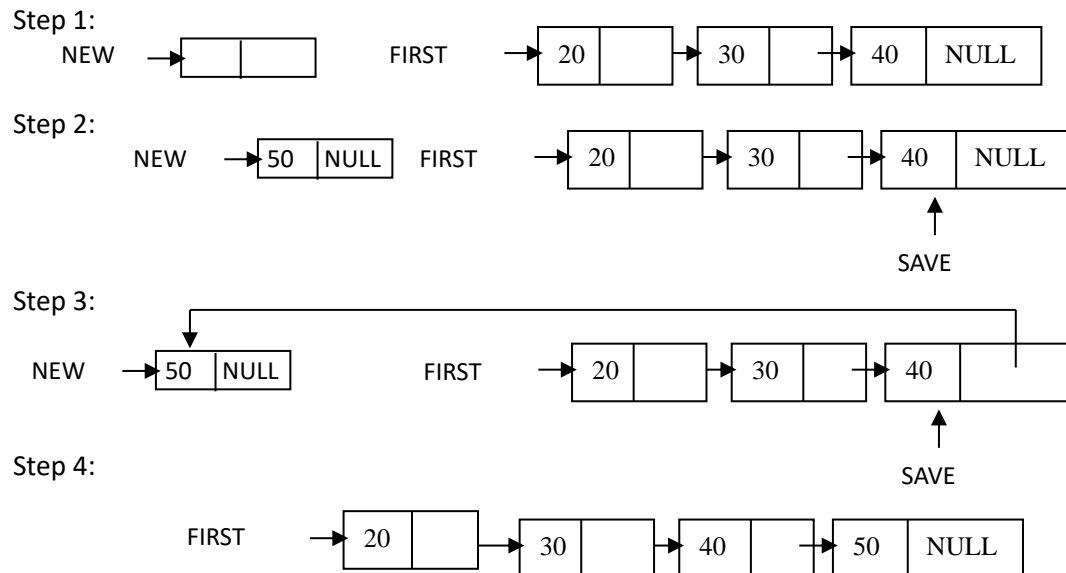 Step 1:
NEW FIRST 20 30 40 NULL
Step 2:
NEW 50 NULL FIRST 20 30 40 NULL
SAVE
Step 3:
NEW 50 NULL FIRST 20 30 40
SAVE
Step 4:
FIRST 20 30 40 50 NULL